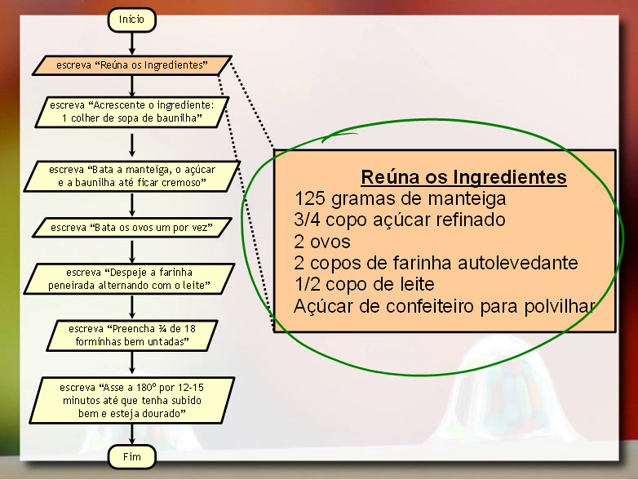 Início
escreva “Reúna os Ingredientes”
escreva “Acrescente o ingrediente:
1 colher de sopa de baunilha”
escreva “Bata a manteiga, o açúcar
e a baunilha até ficar cremoso”
escreva “Bata os ovos um por vez”
escreva “Despeje a farinha
peneirada alternando com o leite”
escreva “Preencha ¾ de 18
forminhas bem untadas”
escreva “Asse a 180º por 12-15
minutos até que tenha subido
bem e esteja dourado”
Fim
Reúna os Ingredientes
125 gramas de manteiga
3/4 copo açúcar refinado
2 ovos
2 copos de farinha autolevedante
1/2 copo de leite
Açúcar de confeiteiro para polvilhar